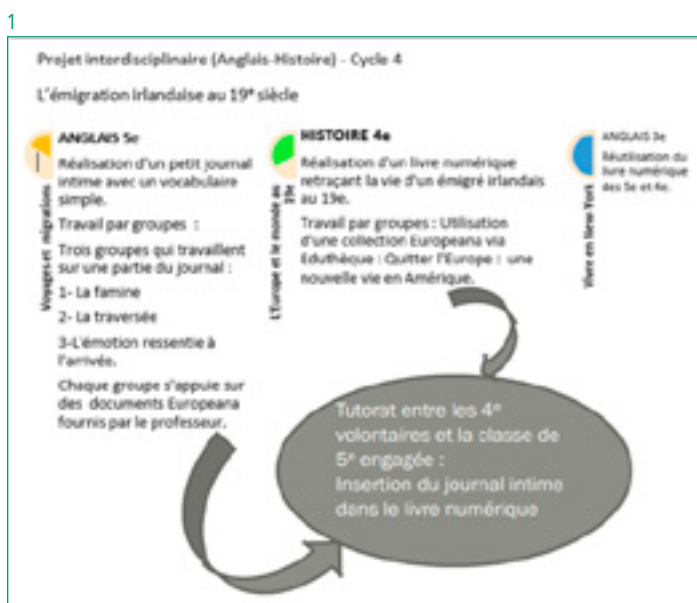 1
Projet interdisciplinaire (Anglais-Histoire) - Cycle 4
L'émigration irlandaise au 19e siècle
ANGLAIS 5e
Réalisation d'un petit journal
intime avec un vocabulaire
simple.
Travail par groupes :
Trois groupes qui travaillent
sur une partie du journal :
1- La famine
2- La traversée
3-L'émotion ressentie à
l'arrivée.
Chaque groupe s'appuie sur
des documents Europeana
fournis par le professeur.
Voyages et migrations
HISTOIRE 4e
Réalisation d'un livre numérique
retraçant la vie d'un émigré irlandais
au 19e.
Travail par groupes : Utilisation
d'une collection Europeana via
Eduthèque : Quitter l'Europe : une
nouvelle vie en Amérique.
L'Europe et le monde au
19e
ANGLAIS 3e
Réutilisation du
livre numérique
des 5e et 4e.
Vivre en New York
Tutorat entre les 4e
volontaires et la classe de
5e engagée :
Insertion du journal intime
dans le livre numérique